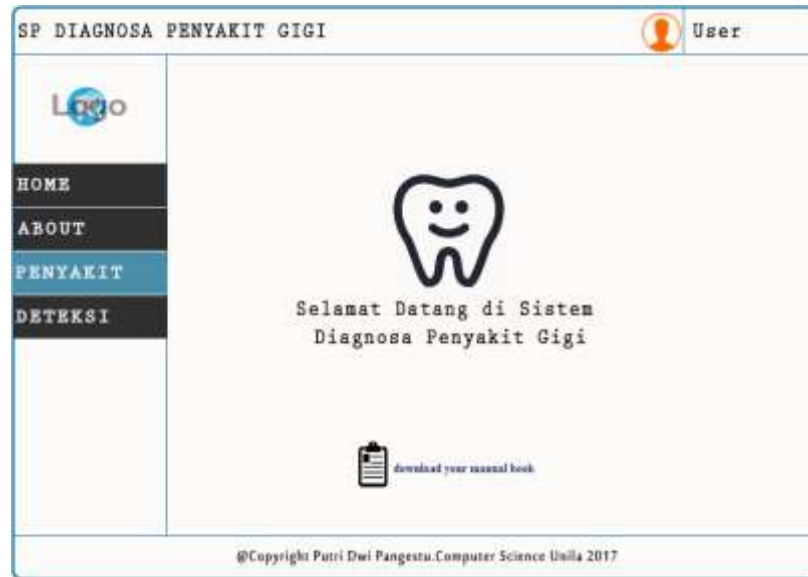 SP DIAGNOSA PENYAKIT GIGI
User
Logo
HOME
ABOUT
PENYAKIT
DETEKSI
Selamat Datang di Sistem
Diagnosa Penyakit Gigi
download your manual book
@Copyright Putri Dwi Pangestu.Computer Science Unila 2017